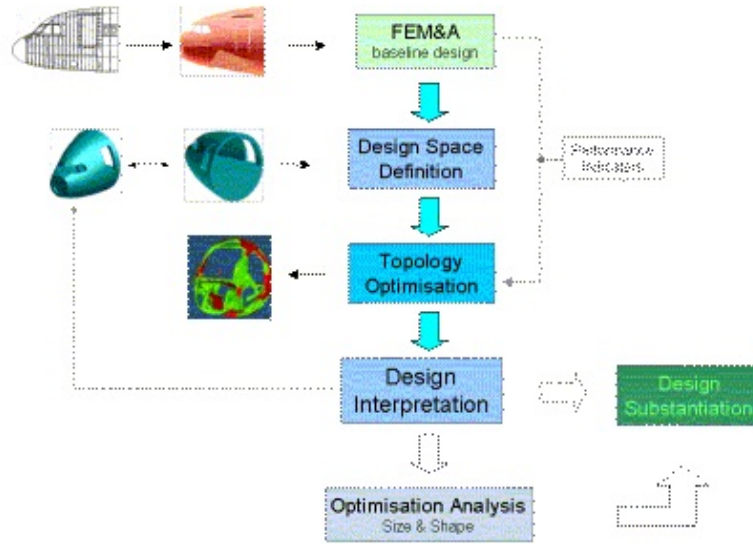 FEM&A
baseline design
Design Space
Definition
Performance
Indicators
Topology
Optimisation
Design
Interpretation
Design
Substantiation
Optimisation Analysis
Size & Shape